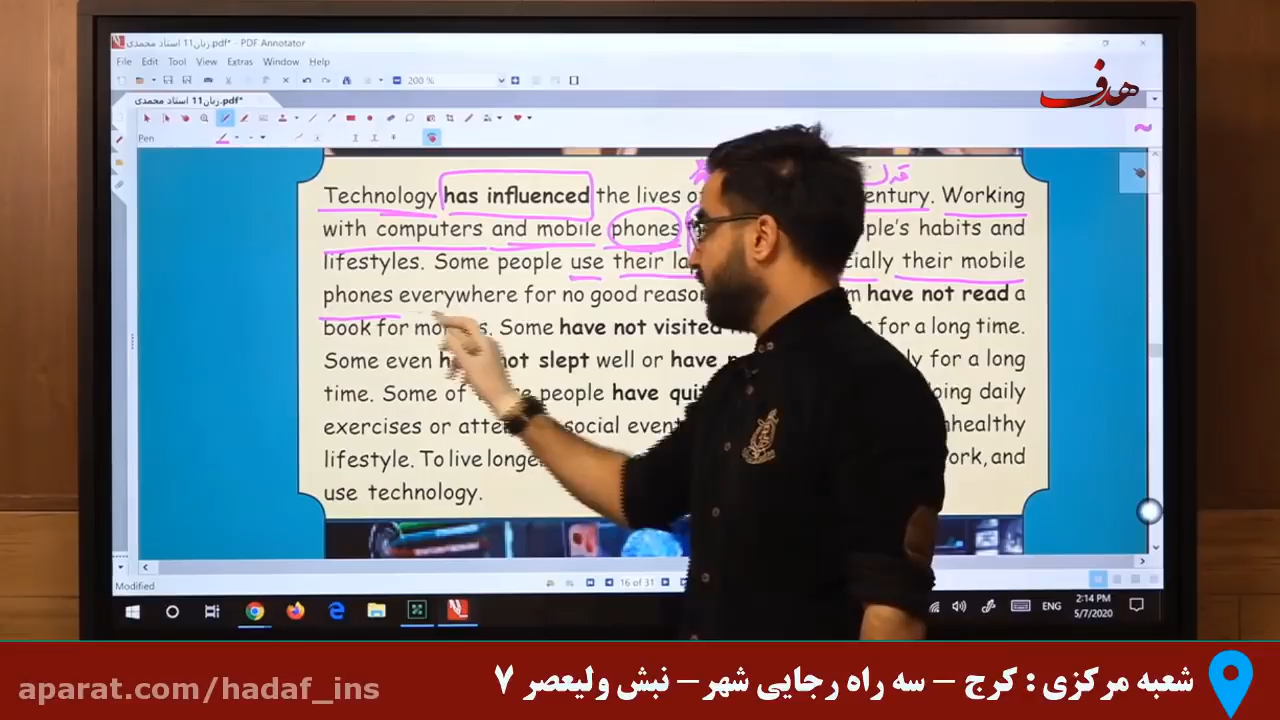 زبان11 استاد محمدی.pdf* - PDF Annotator
هدف
File Edit View Tool Extras Window Help
200 %
زبان11 استاد محمدی.pdf*
Pen
قدل
Technology has influenced the lives of entury. Working
with computers and mobile phones ple's habits and
lifestyles. Some people use their lap cially their mobile
phones everywhere for no good reason m have not read a
book for mo s. Some have not visited for a long time.
Some even ha not slept well or have n ly for a long
time. Some of people have quit oing daily
exercises or atte social event nhealthy
lifestyle. To live longe ork, and
use technology.
16 of 31
Modified
ENG
2:14 PM
5/7/2020
aparat.com/hadaf_ins
شعبه مرکزی : کرج – سه راه رجایی شهر– نبش ولیعصر ۷